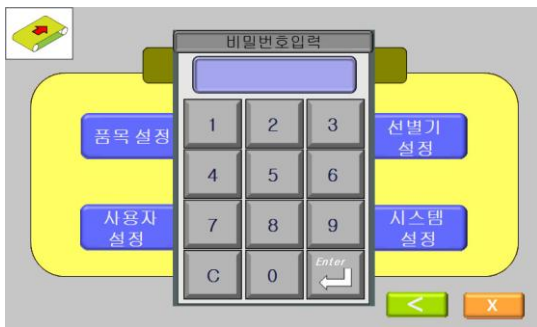 비밀번호입력
품목 설정
1 2 3
선별기
설정
4 5 6
사용자
설정
7 8 9
시스템
설정
C 0 Enter
< X